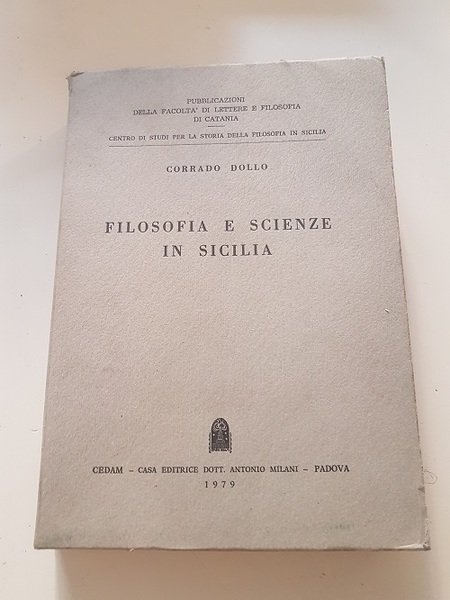 PUBBLICAZIONI
DELLA FACOLTA' DI LETTERE E FILOSOFIA
DI CATANIA
CENTRO DI STUDI PER LA STORIA DELLA FILOSOFIA IN SICILIA
CORRADO DOLLO
FILOSOFIA E SCIENZE
IN SICILIA
CEDAM – CASA EDITRICE DOTT. ANTONIO MILANI – PADOVA
1979